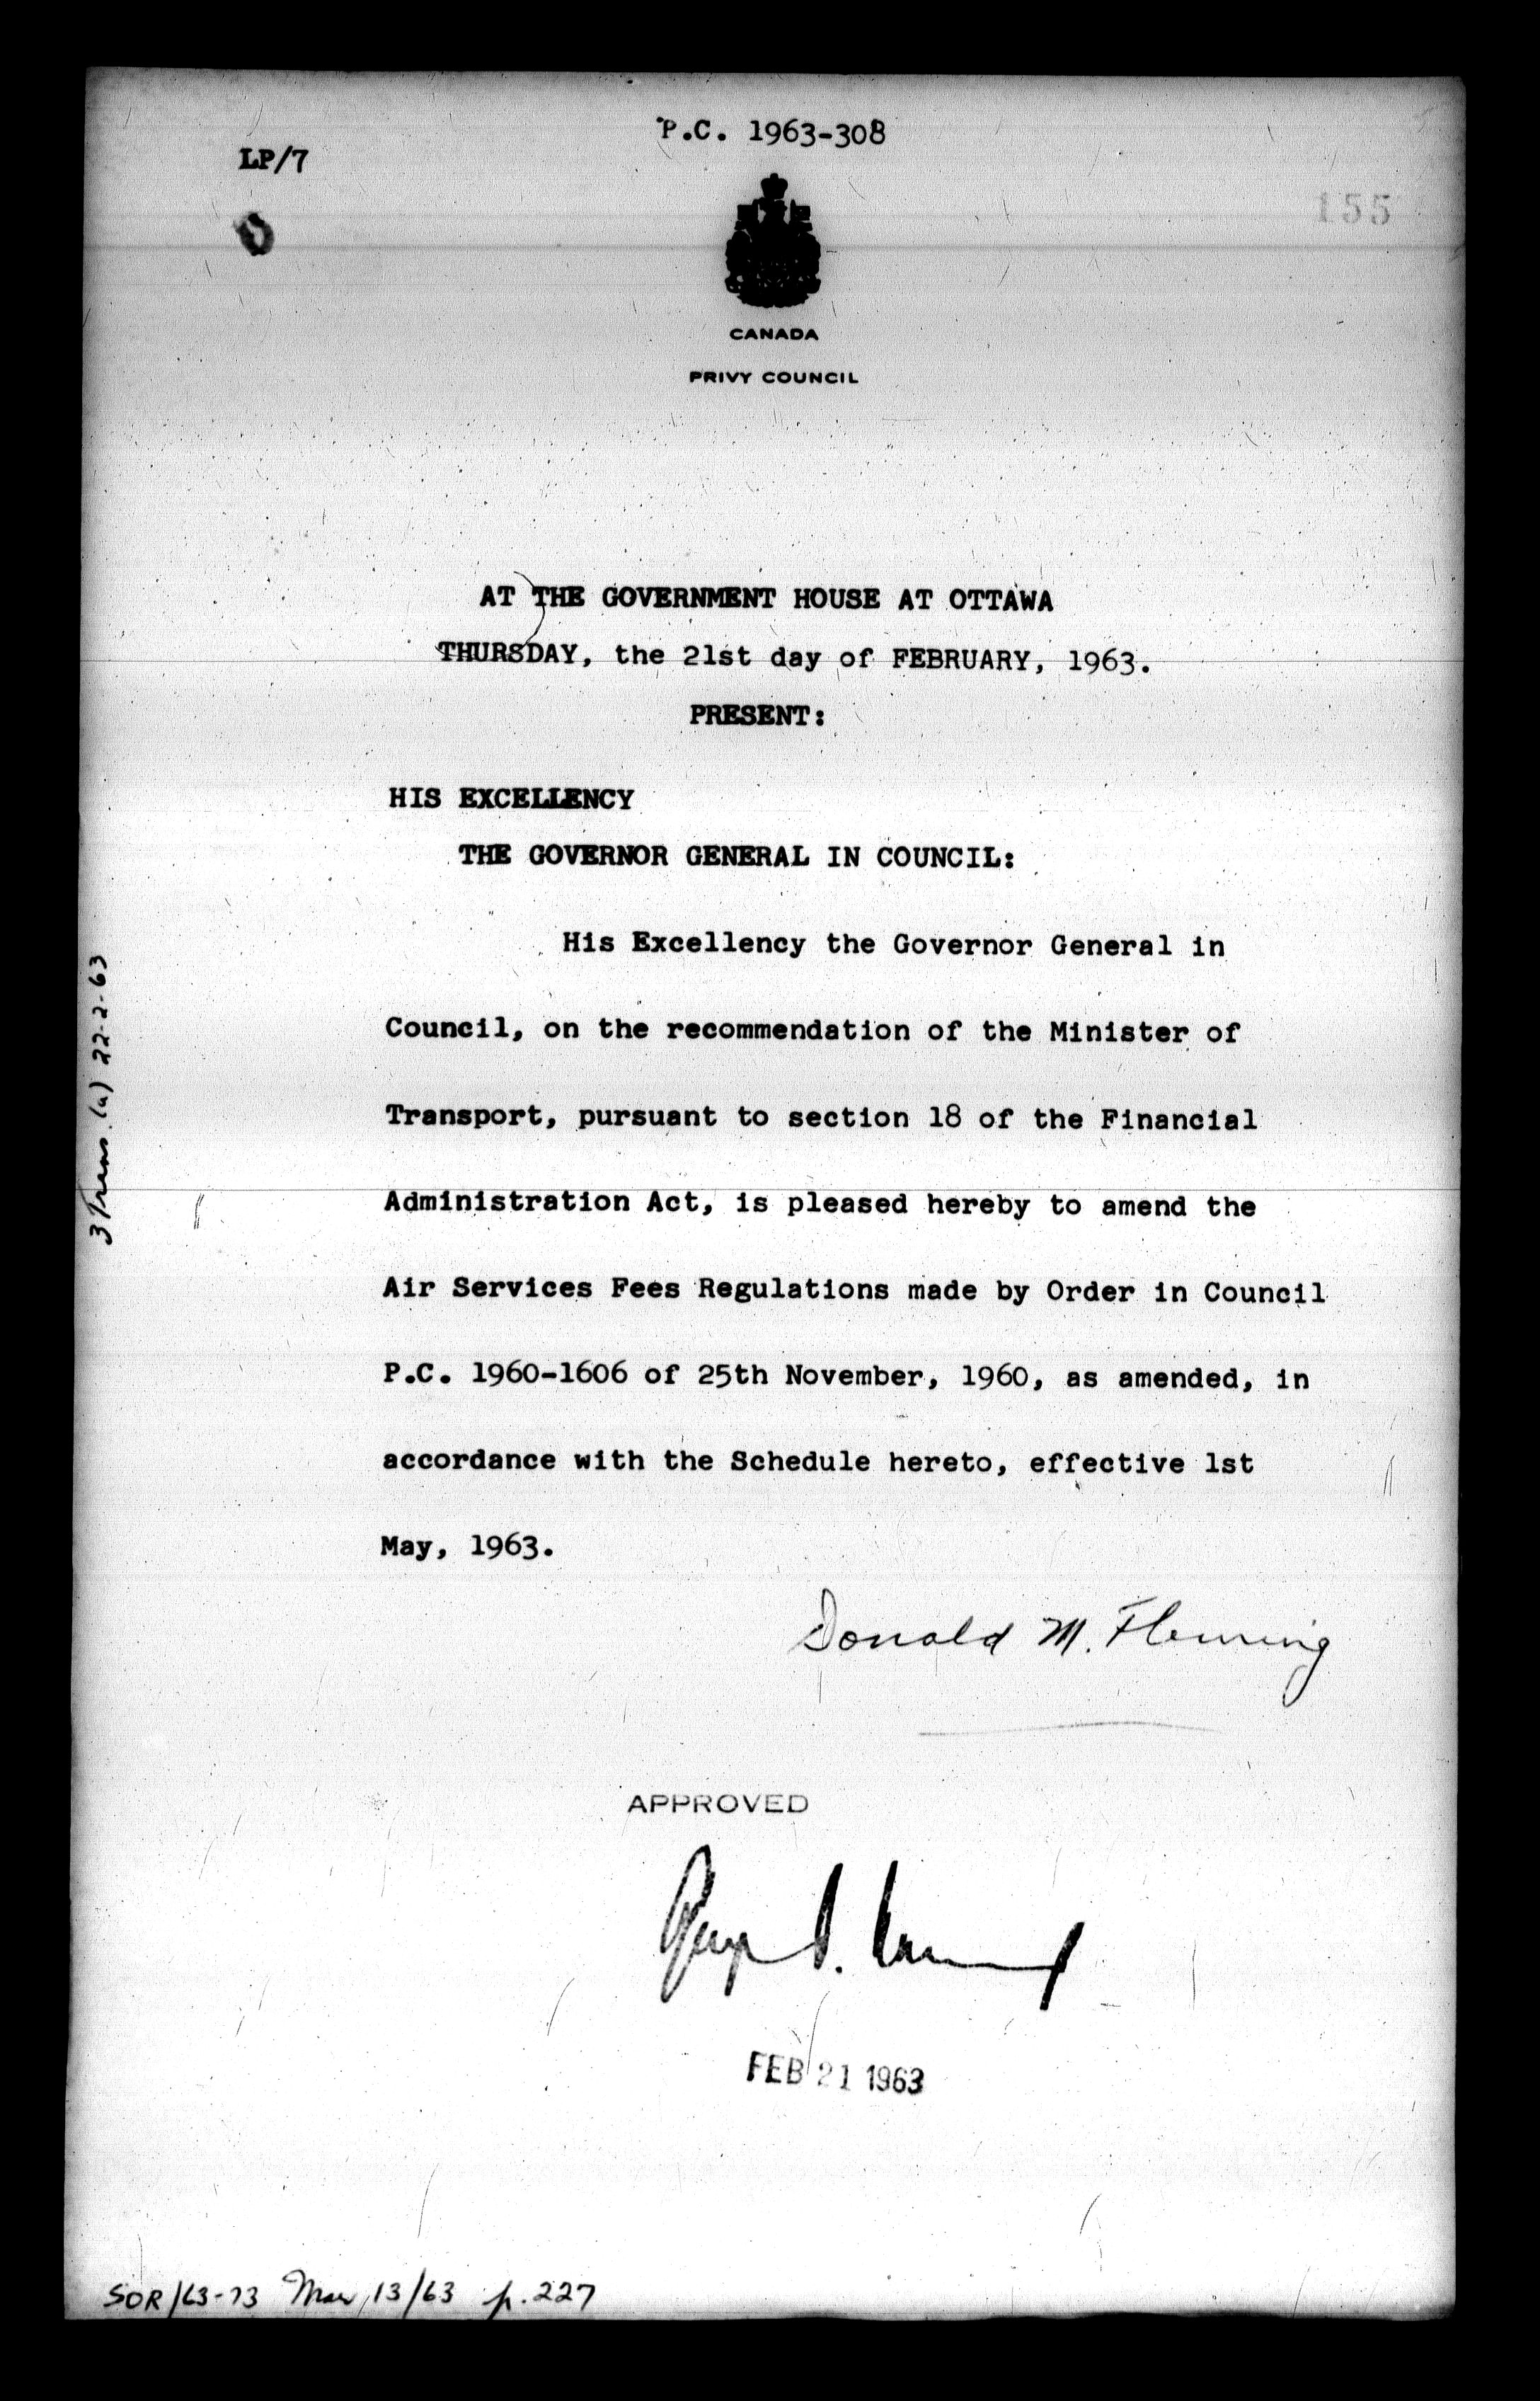 P.C. 1963-308
LP/7
155
CANADA
PRIVY COUNCIL
AT THE GOVERNMENT HOUSE AT OTTAWA
THURSDAY, the 21st day of FEBRUARY, 1963.
PRESENT:
HIS EXCELLENCY
THE GOVERNOR GENERAL IN COUNCIL:
His Excellency the Governor General in
Council, on the recommendation of the Minister of
Transport, pursuant to section 18 of the Financial
Administration Act, is pleased hereby to amend the
Air Services Fees Regulations made by Order in Council
P.C. 1960-1606 of 25th November, 1960, as amended, in
accordance with the Schedule hereto, effective 1st
May, 1963.
Donald M. Fleming
APPROVED
FEB 21 1963
3 Trans. (a) 22-2-63
SOR/63-73 Mar 13/63 p. 227